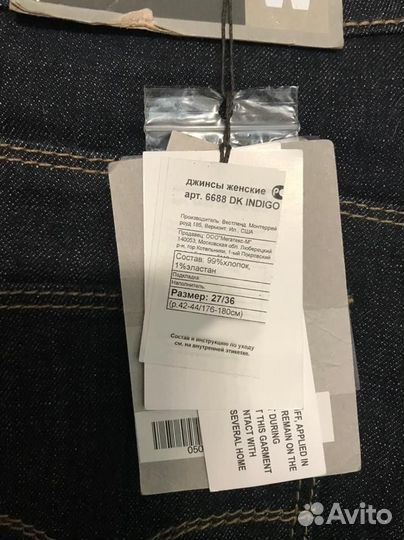 M
джинсы женские РС
арт. 6688 DK INDIGO
Производитель: Вестленд. Монтеррей
роуд 185, Вермонт, Ил., США
Продавец: ООО"Мегатекс-М"
140053, Московская обл. Люберецкий
р-н, гор.Котельники, 1-ый Покровский
Состав: 99%хлопок,
1%эластан
Подкладка:
Наполнитель:
Размер: 27/36
(р.42-44/176-180см)
Состав и инструкцию по уходу
см. на внутренней этикетке.
IFF, APPLIED IN
REMAIN ON THE
DURING
T THIS GARMENT
NTACT WITH
SEVERAL HOME
050
Avito